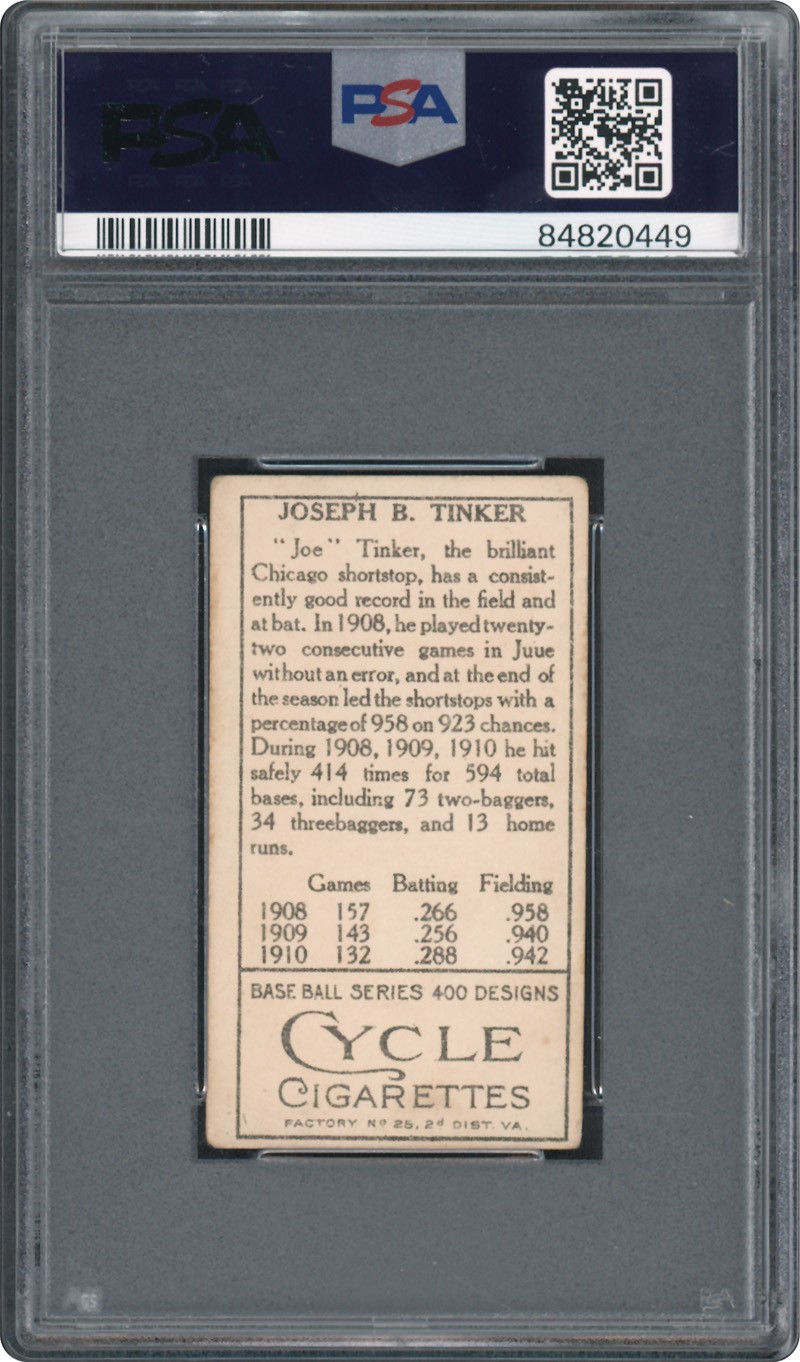 PSA
PSA
84820449
JOSEPH B. TINKER
"Joe" Tinker, the brilliant
Chicago shortstop, has a consist-
ently good record in the field and
at bat. In 1908, he played twenty-
two consecutive games in Juue
without an error, and at the end of
the season led the shortstops with a
percentage of 958 on 923 chances.
During 1908, 1909, 1910 he hit
safely 414 times for 594 total
bases, including 73 two-baggers,
34 threebaggers, and 13 home
runs.
Games Batting Fielding
1908 157 .266 .958
1909 143 .256 .940
1910 132 .288 .942
BASE BALL SERIES 400 DESIGNS
CYCLE
CIGARETTES
FACTORY Nº 25, 2d DIST. VA.